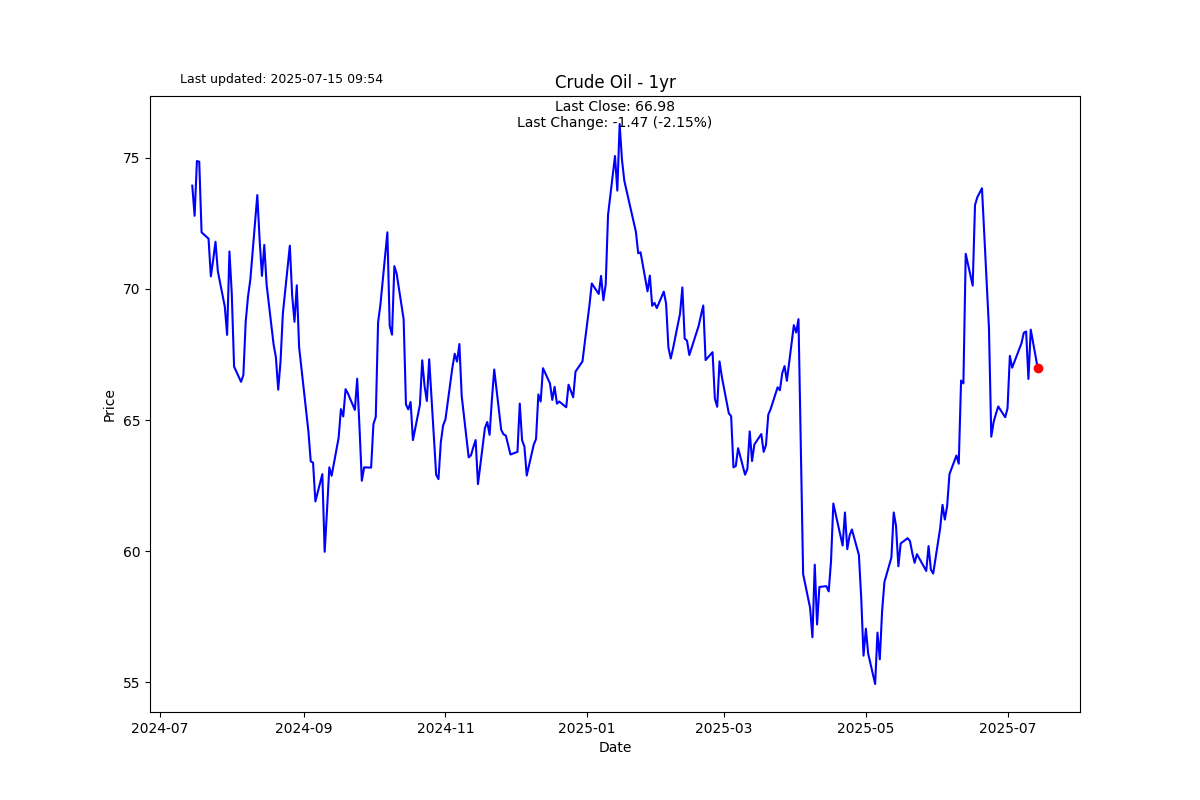 Last updated: 2025-07-15 09:54
Crude Oil - 1yr
Last Close: 66.98
Last Change: -1.47 (-2.15%)
75
70
65
60
55
Price
2024-07 2024-09 2024-11 2025-01 2025-03 2025-05 2025-07
Date